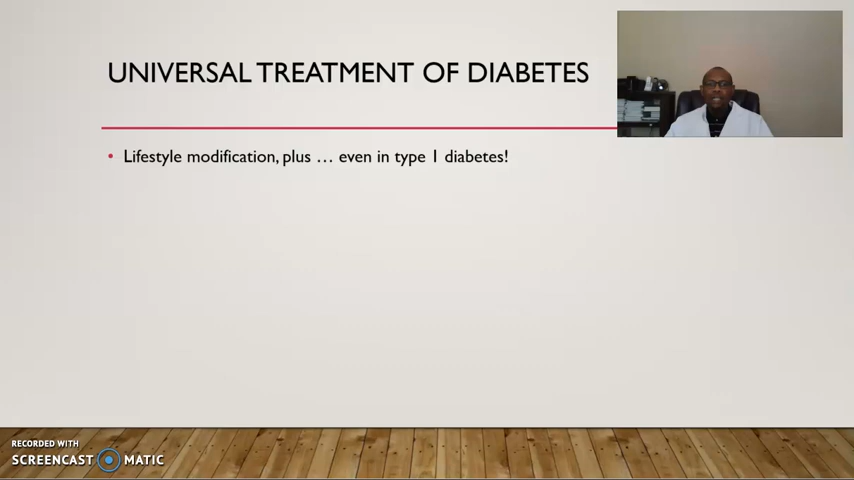 UNIVERSAL TREATMENT OF DIABETES
• Lifestyle modification, plus … even in type 1 diabetes!
RECORDED WITH
SCREENCAST MATIC